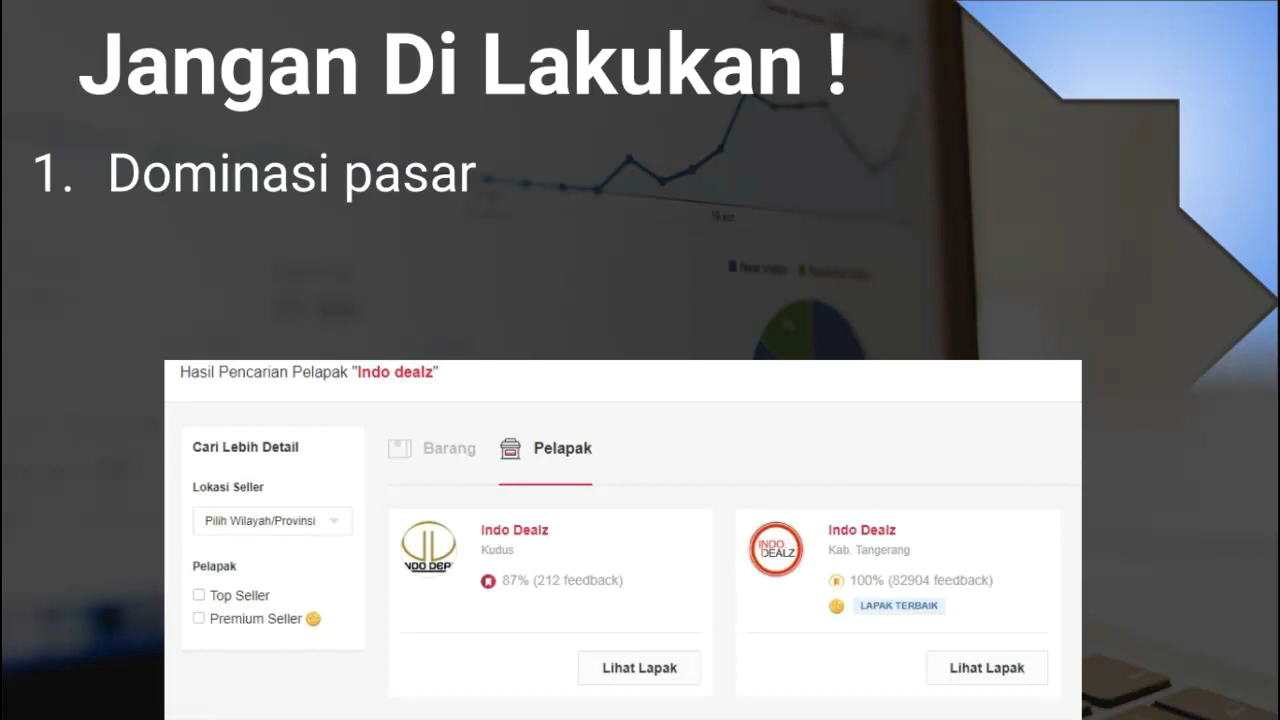 Jangan Di Lakukan !
1. Dominasi pasar
Hasil Pencarian Pelapak "Indo dealz"
Cari Lebih Detail
Lokasi Seller
Pilih Wilayah/Provinsi
Pelapak
Top Seller
Premium Seller
Barang
Pelapak
Indo Dealz
Kudus
87% (212 feedback)
Lihat Lapak
INDO
DEALZ
Indo Dealz
Kab. Tangerang
100% (82904 feedback)
LAPAK TERBAIK
Lihat Lapak